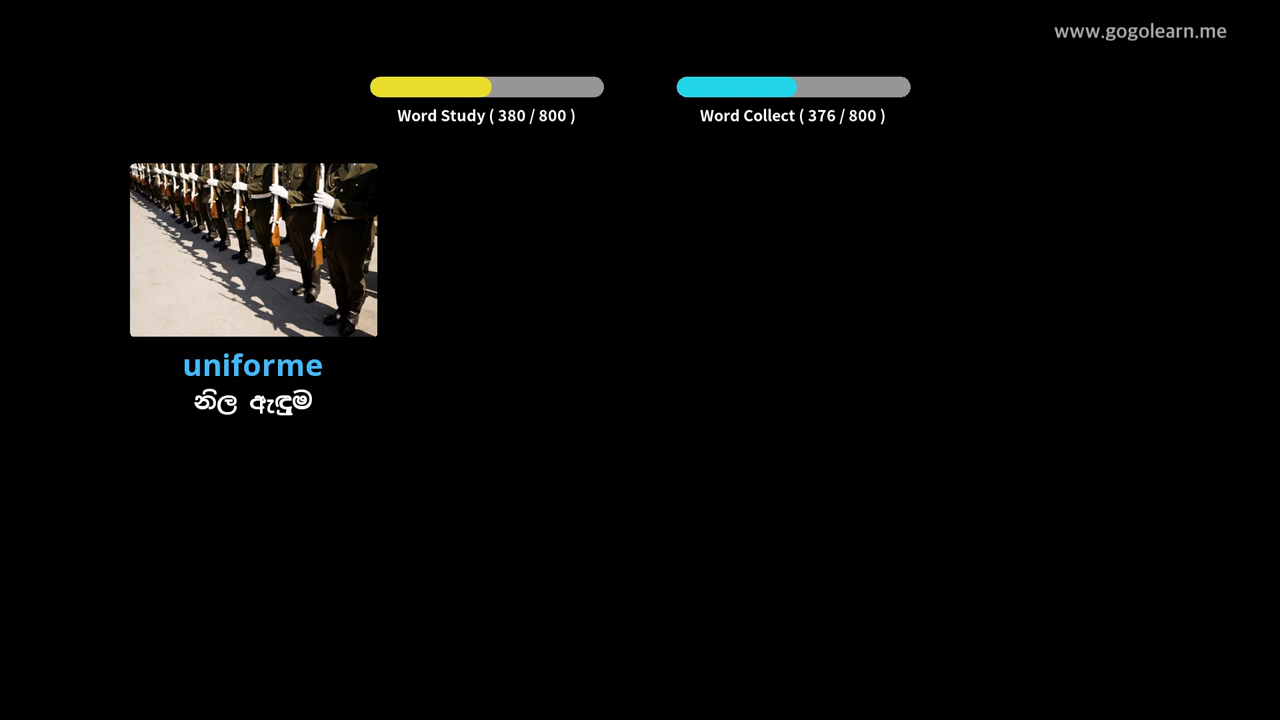 www.gogolearn.me
Word Study ( 380 / 800 )
Word Collect ( 376 / 800 )
uniforme
නිල ඇඳුම